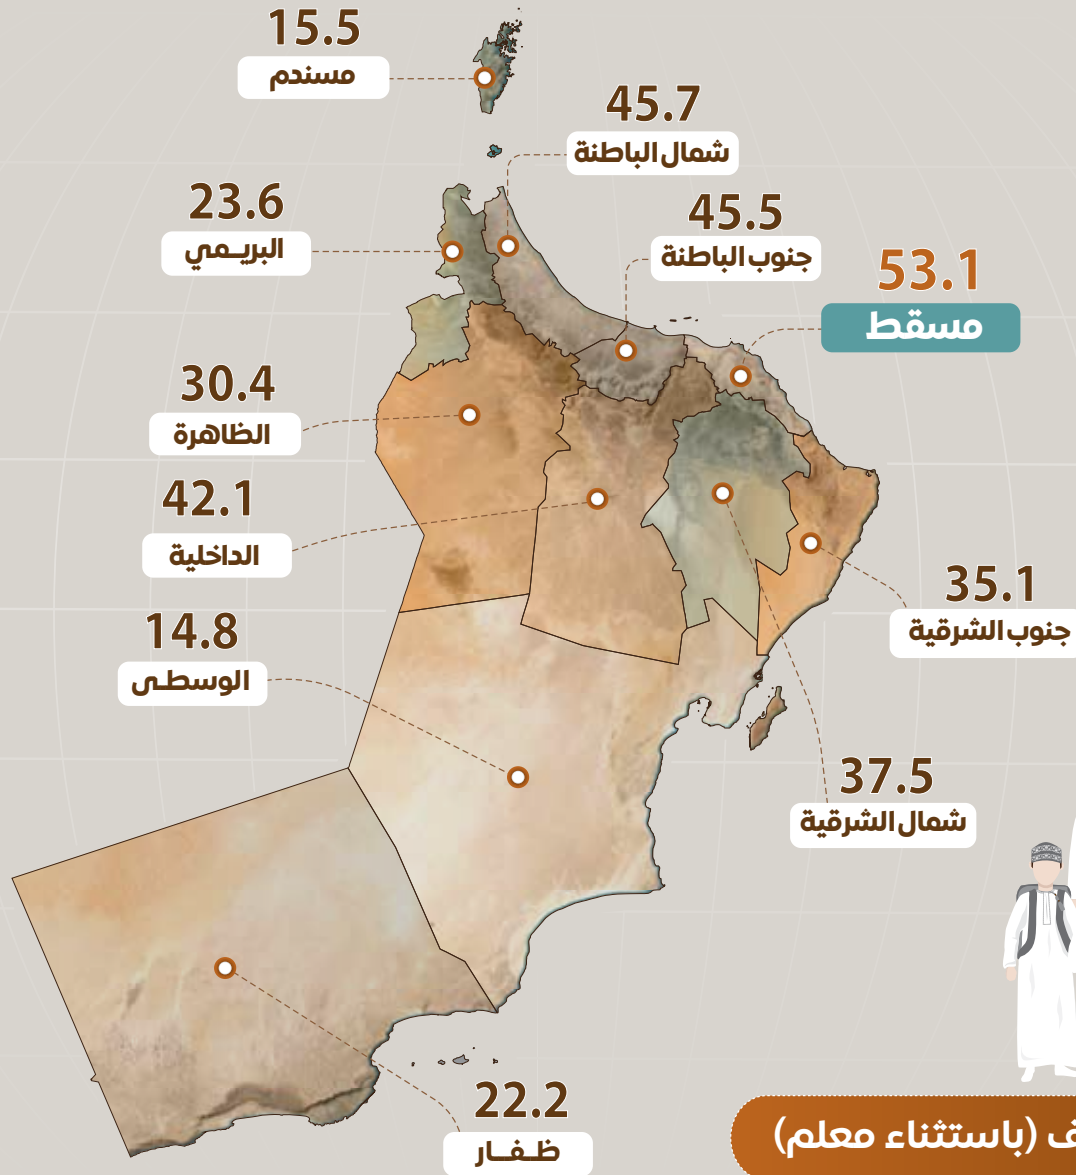 15.5
مسندم
45.7
شمال الباطنة
23.6
البريـمي
45.5
جنوب الباطنة
53.1
مسقط
30.4
الظاهرة
42.1
الداخلية
35.1
جنوب الشرقية
14.8
الوسطـى
37.5
شمال الشرقية
22.2
ظـفـار
(باستثناء معلم)